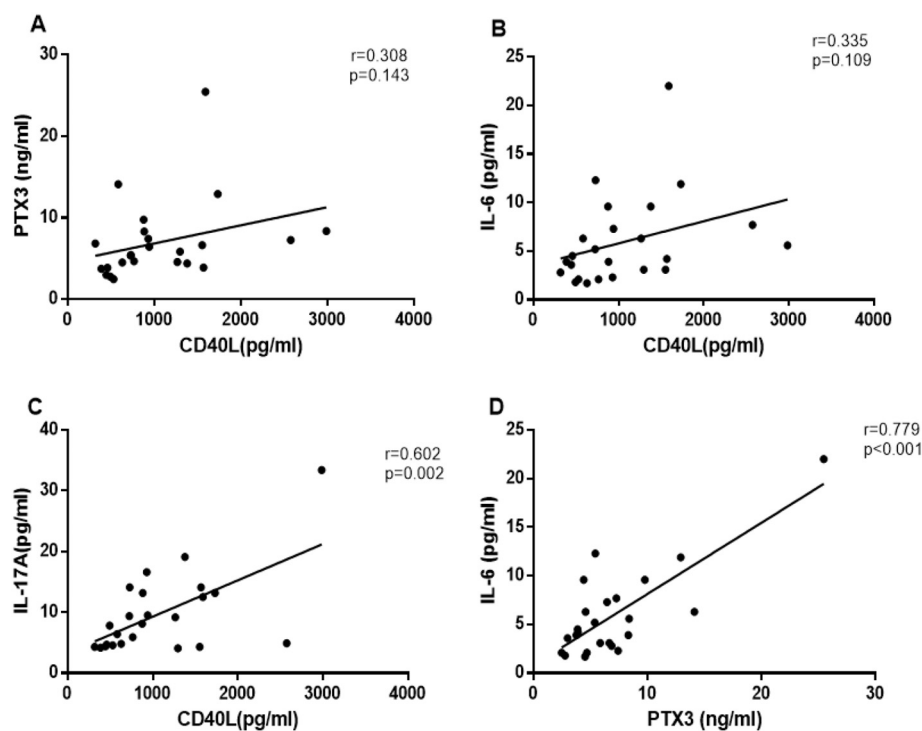 A
r=0.308
p=0.143
30
20
10
0
PTX3 (ng/ml)
0 1000 2000 3000 4000
CD40L(pg/ml)
B
r=0.335
p=0.109
25
20
15
10
5
0
IL-6 (pg/ml)
0 1000 2000 3000 4000
CD40L(pg/ml)
C
r=0.602
p=0.002
40
30
20
10
0
IL-17A(pg/ml)
0 1000 2000 3000 4000
CD40L(pg/ml)
D
r=0.779
p<0.001
25
20
15
10
5
0
IL-6 (pg/ml)
0 10 20 30
PTX3 (ng/ml)